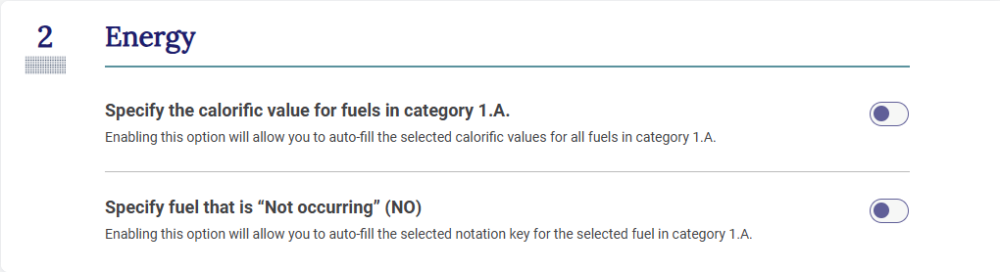 2
Energy
Specify the calorific value for fuels in category 1.A.
Enabling this option will allow you to auto-fill the selected calorific values for all fuels in category 1.A.
Specify fuel that is “Not occurring” (NO)
Enabling this option will allow you to auto-fill the selected notation key for the selected fuel in category 1.A.